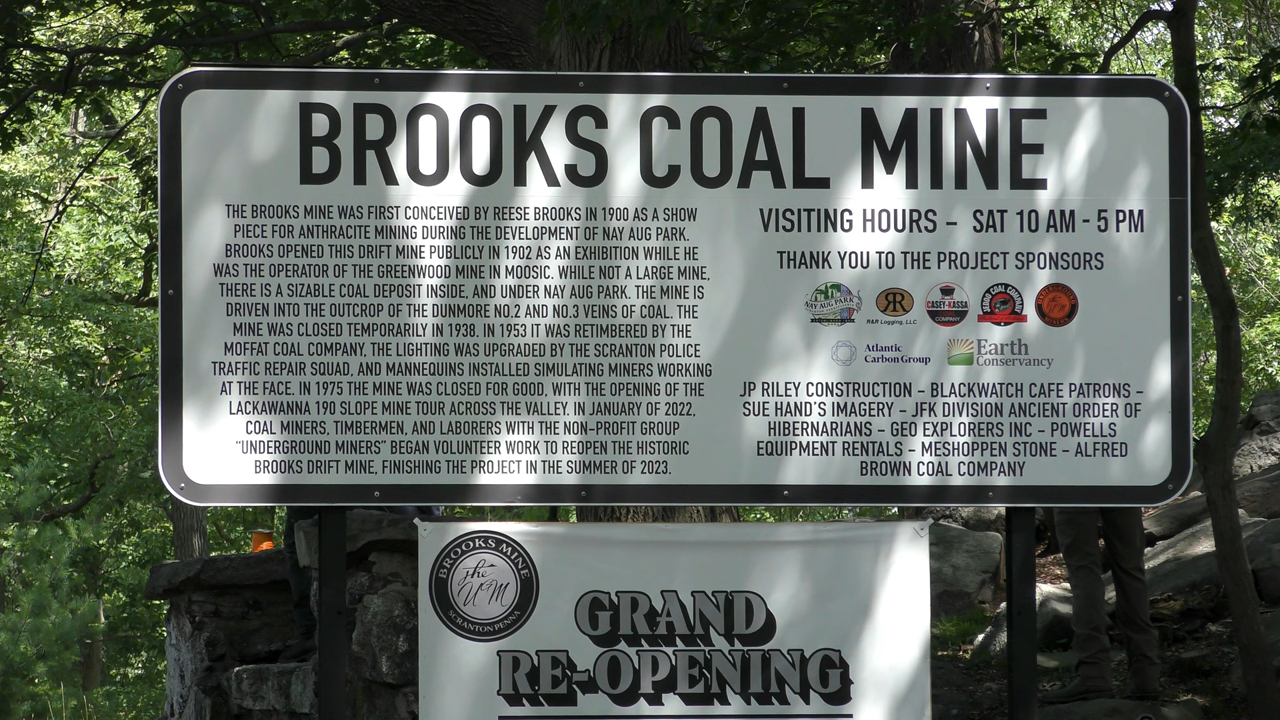 BROOKS COAL MINE
THE BROOKS MINE WAS FIRST CONCEIVED BY REESE BROOKS IN 1900 AS A SHOW
PIECE FOR ANTHRACITE MINING DURING THE DEVELOPMENT OF NAY AUG PARK.
BROOKS OPENED THIS DRIFT MINE PUBLICLY IN 1902 AS AN EXHIBITION WHILE HE
WAS THE OPERATOR OF THE GREENWOOD MINE IN MOOSIC. WHILE NOT A LARGE MINE,
THERE IS A SIZABLE COAL DEPOSIT INSIDE, AND UNDER NAY AUG PARK. THE MINE IS
DRIVEN INTO THE OUTCROP OF THE DUNMORE NO.2 AND NO.3 VEINS OF COAL. THE
MINE WAS CLOSED TEMPORARILY IN 1938. IN 1953 IT WAS RETIMBERED BY THE
MOFFAT COAL COMPANY, THE LIGHTING WAS UPGRADED BY THE SCRANTON POLICE
TRAFFIC REPAIR SQUAD, AND MANNEQUINS INSTALLED SIMULATING MINERS WORKING
AT THE FACE. IN 1975 THE MINE WAS CLOSED FOR GOOD, WITH THE OPENING OF THE
LACKAWANNA 190 SLOPE MINE TOUR ACROSS THE VALLEY. IN JANUARY OF 2022,
COAL MINERS, TIMBERMEN, AND LABORERS WITH THE NON-PROFIT GROUP
"UNDERGROUND MINERS" BEGAN VOLUNTEER WORK TO REOPEN THE HISTORIC
BROOKS DRIFT MINE, FINISHING THE PROJECT IN THE SUMMER OF 2023.
VISITING HOURS – SAT 10 AM - 5 PM
THANK YOU TO THE PROJECT SPONSORS
NAY AUG PARK
RR
R&R Logging, LLC
CASEY-KASSA
COMPANY
COAL COMPANY
Atlantic
Carbon Group
Earth
Conservancy
JP RILEY CONSTRUCTION – BLACKWATCH CAFE PATRONS –
SUE HAND'S IMAGERY – JFK DIVISION ANCIENT ORDER OF
HIBERNARIANS – GEO EXPLORERS INC – POWELLS
EQUIPMENT RENTALS – MESHOPPEN STONE – ALFRED
BROWN COAL COMPANY
BROOKS MINE
The
UM
SCRANTON PENNA
GRAND
RE-OPENING